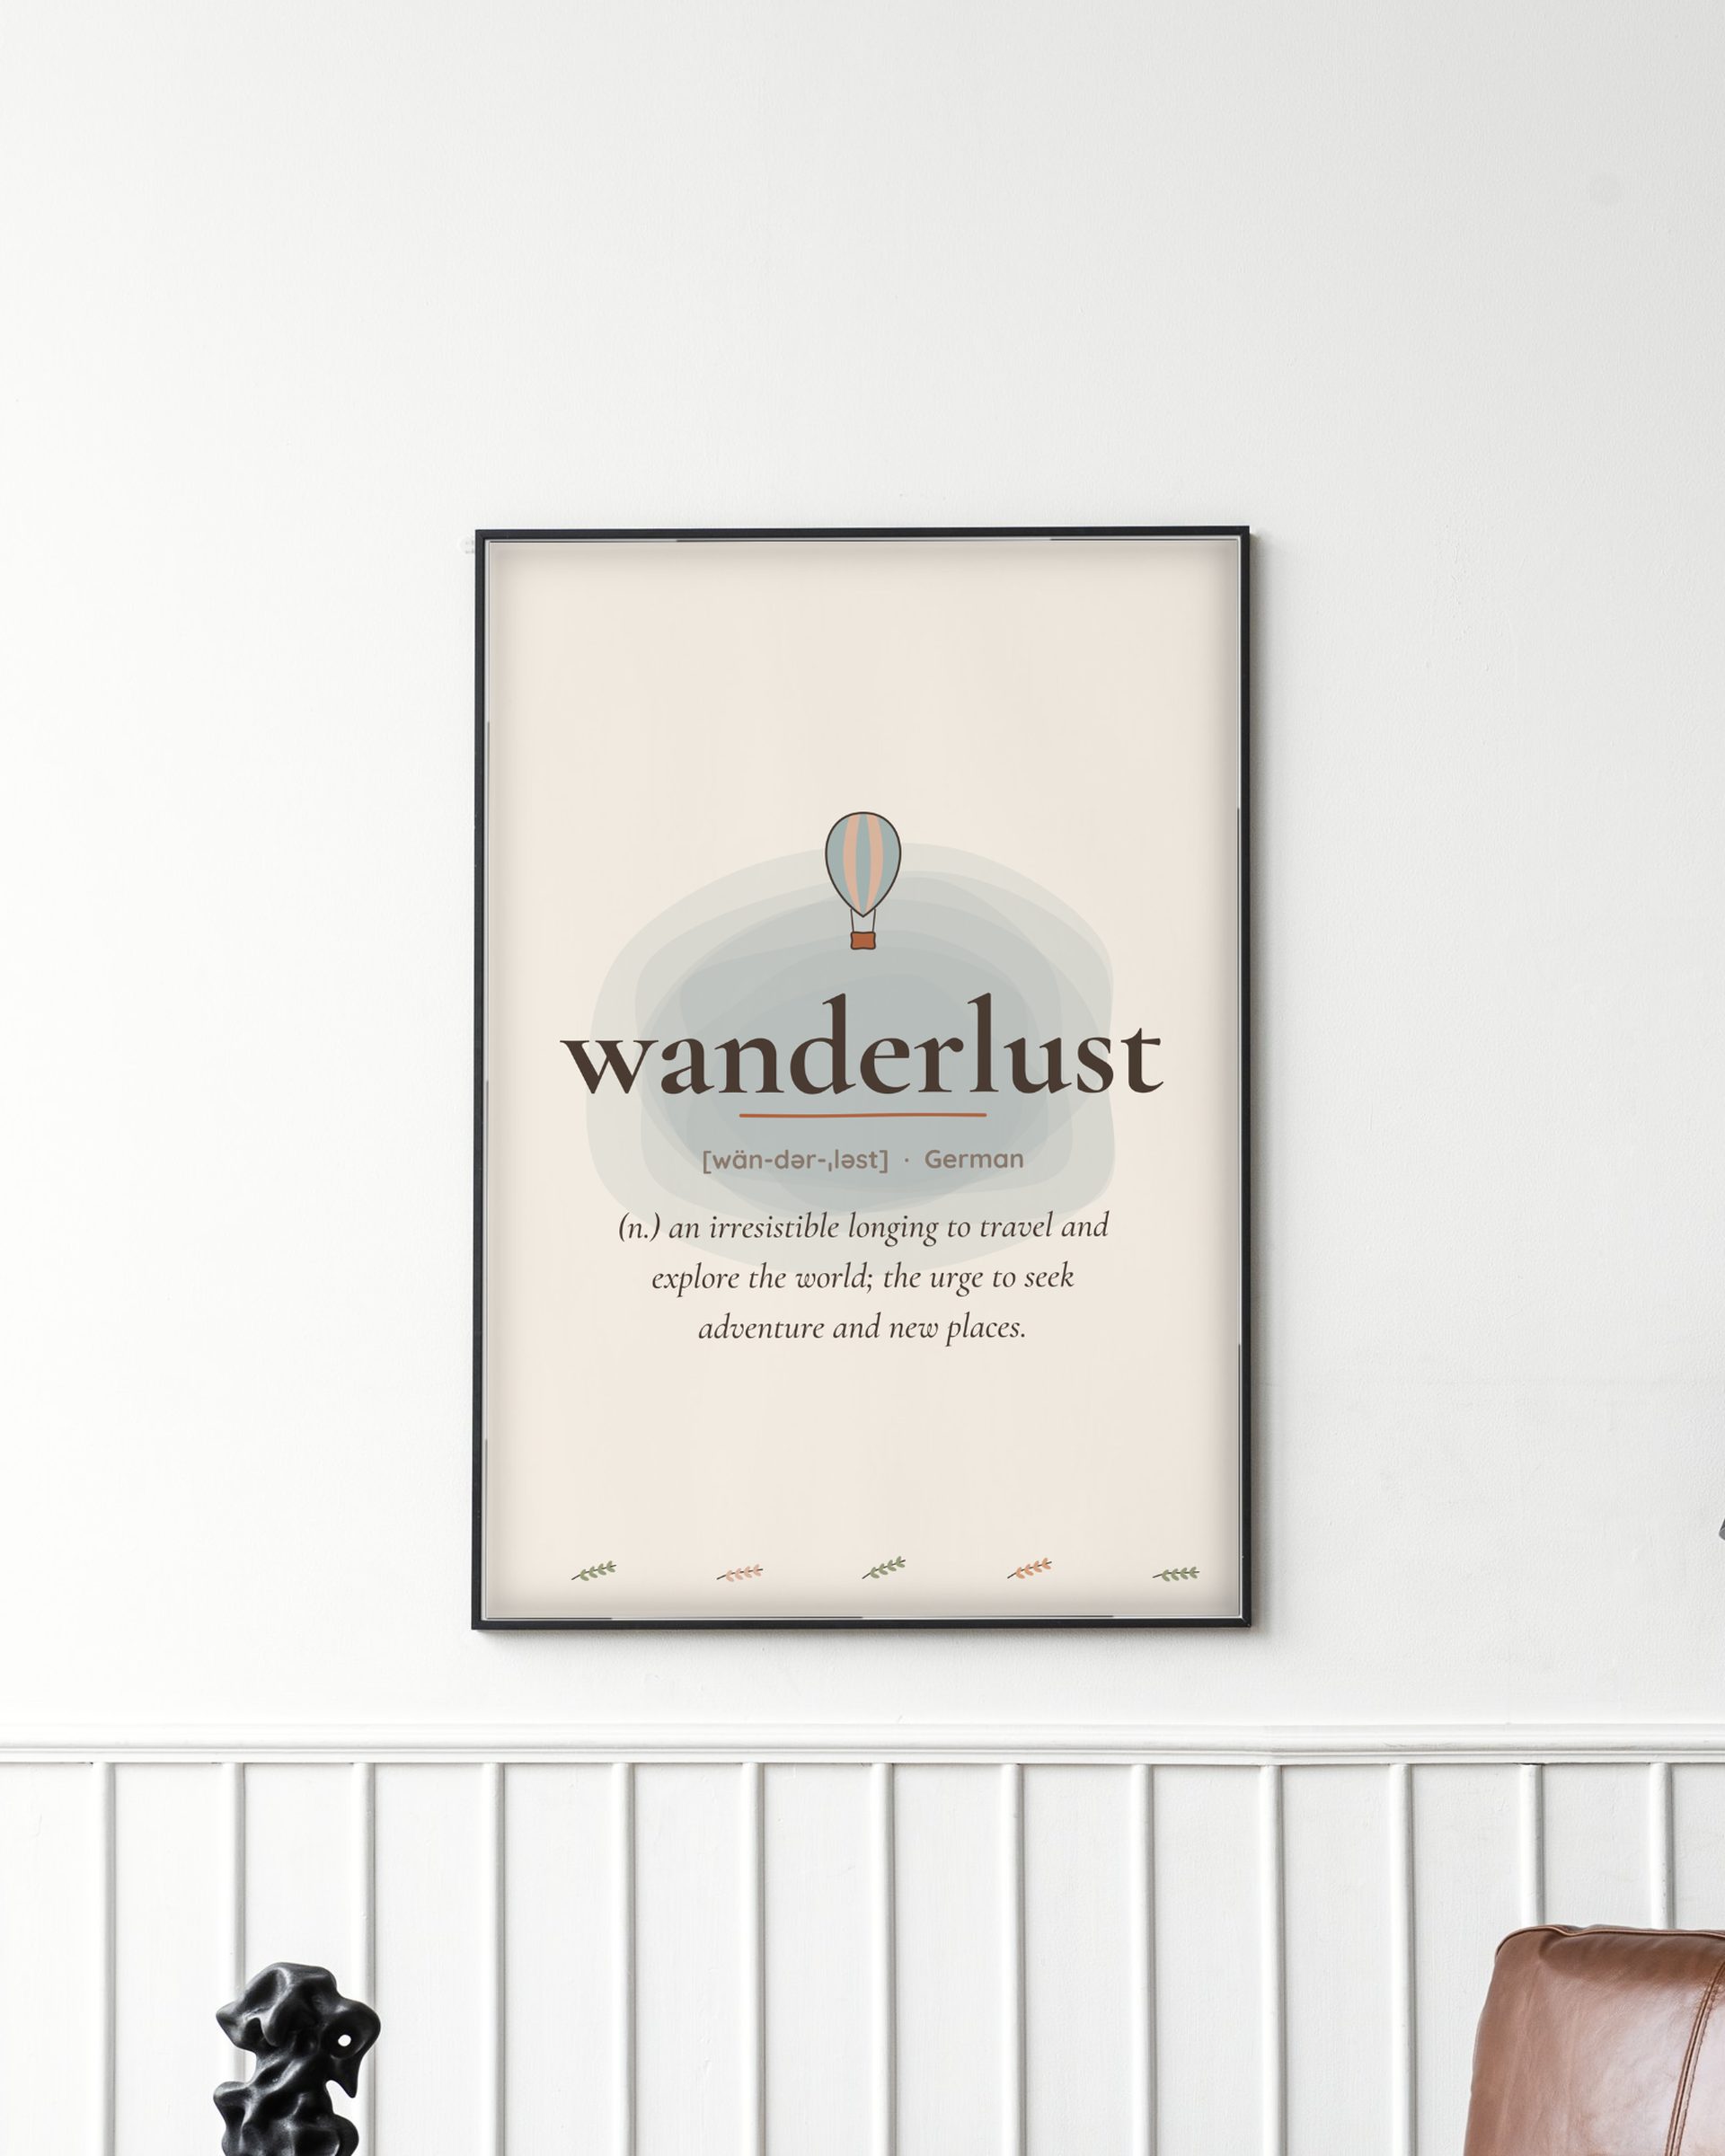 wanderlust
[wän-dər-ˌləst] · German
(n.) an irresistible longing to travel and
explore the world; the urge to seek
adventure and new places.